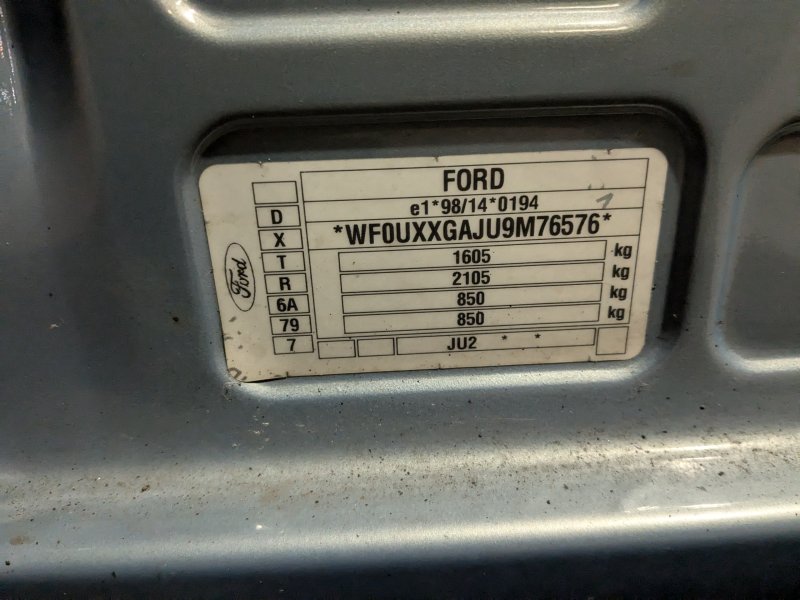 FORD
e1*98/14*0194 1
*WF0UXXGAJU9M76576*
1605 kg
2105 kg
850 kg
850 kg
JU2 * *
D
X
T
R
6A
79
7
Ford